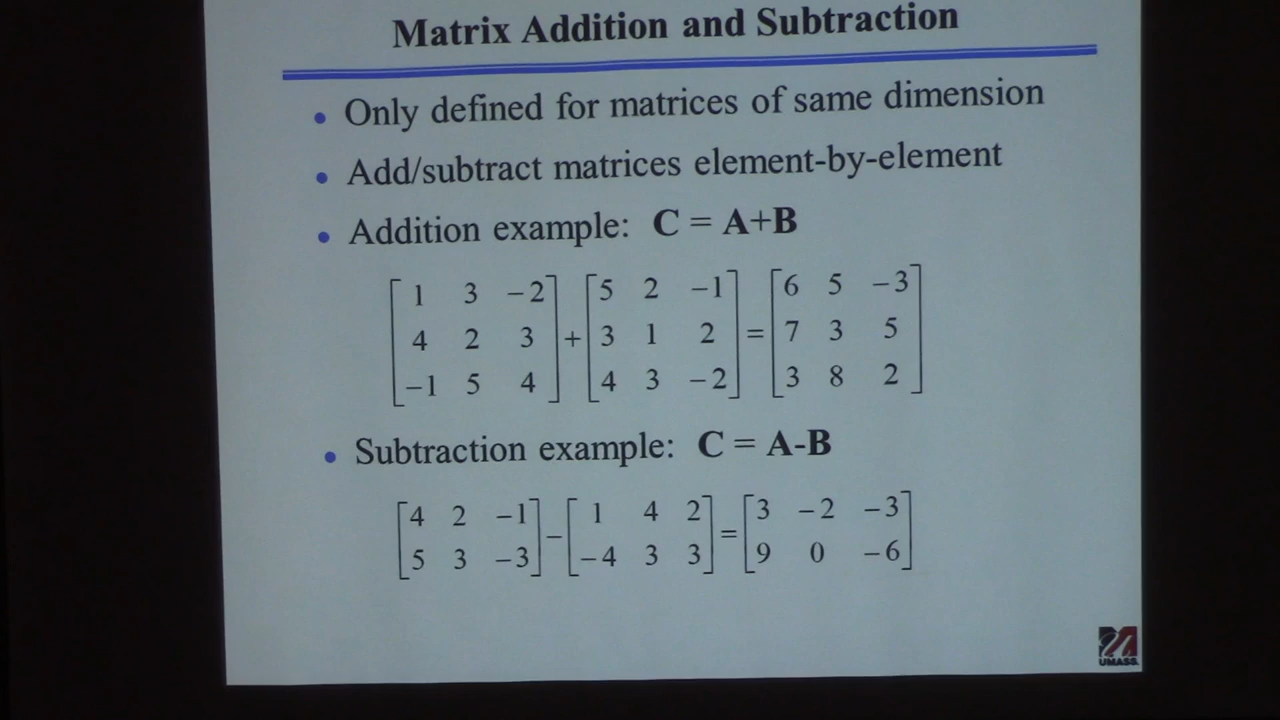 Matrix Addition and Subtraction
• Only defined for matrices of same dimension
• Add/subtract matrices element-by-element
• Addition example: C = A+B
[1 3 −2] [5 2 −1] [6 5 −3]
[4 2 3] + [3 1 2] = [7 3 5]
[−1 5 4] [4 3 −2] [3 8 2]
• Subtraction example: C = A-B
[4 2 −1] − [1 4 2] = [3 −2 −3]
[5 3 −3] [−4 3 3] [9 0 −6]
UMASS